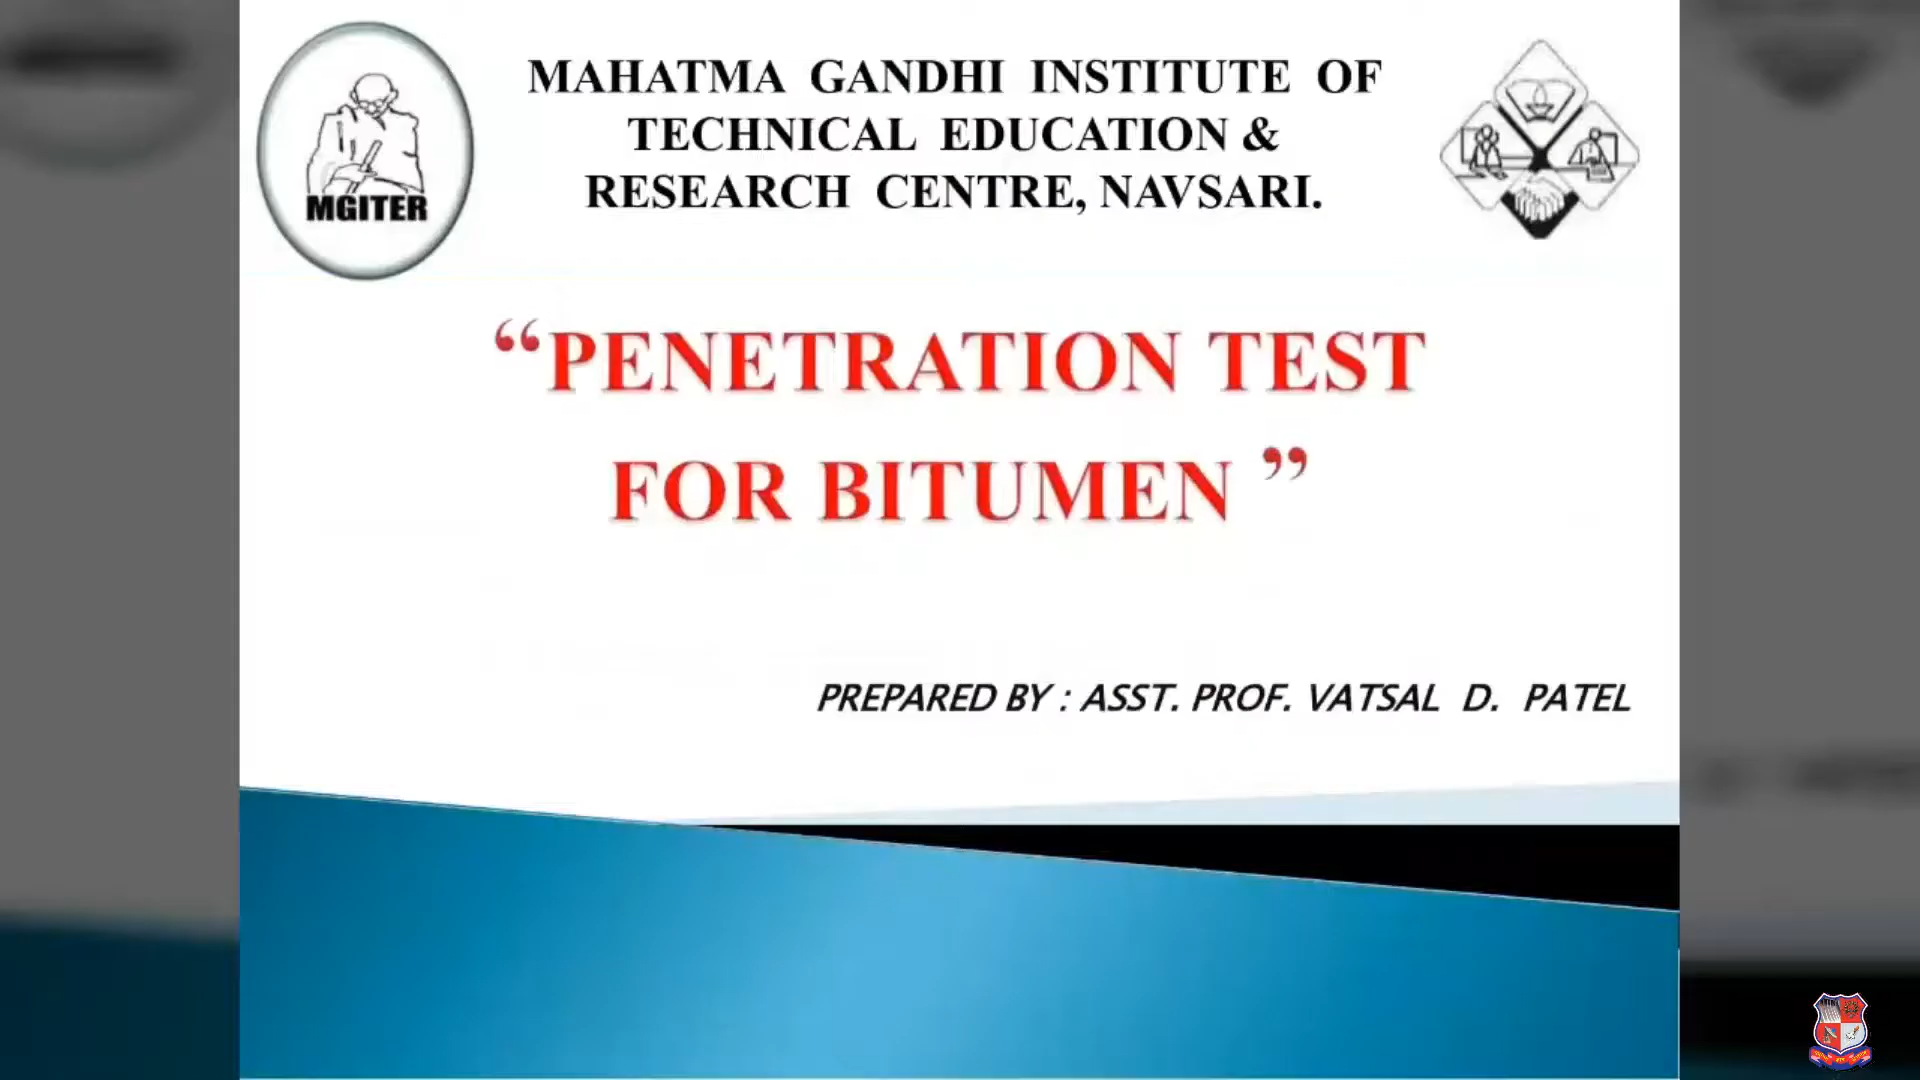 MAHATMA GANDHI INSTITUTE OF
TECHNICAL EDUCATION &
RESEARCH CENTRE, NAVSARI.
MGITER
“PENETRATION TEST
FOR BITUMEN ”
PREPARED BY : ASST. PROF. VATSAL D. PATEL